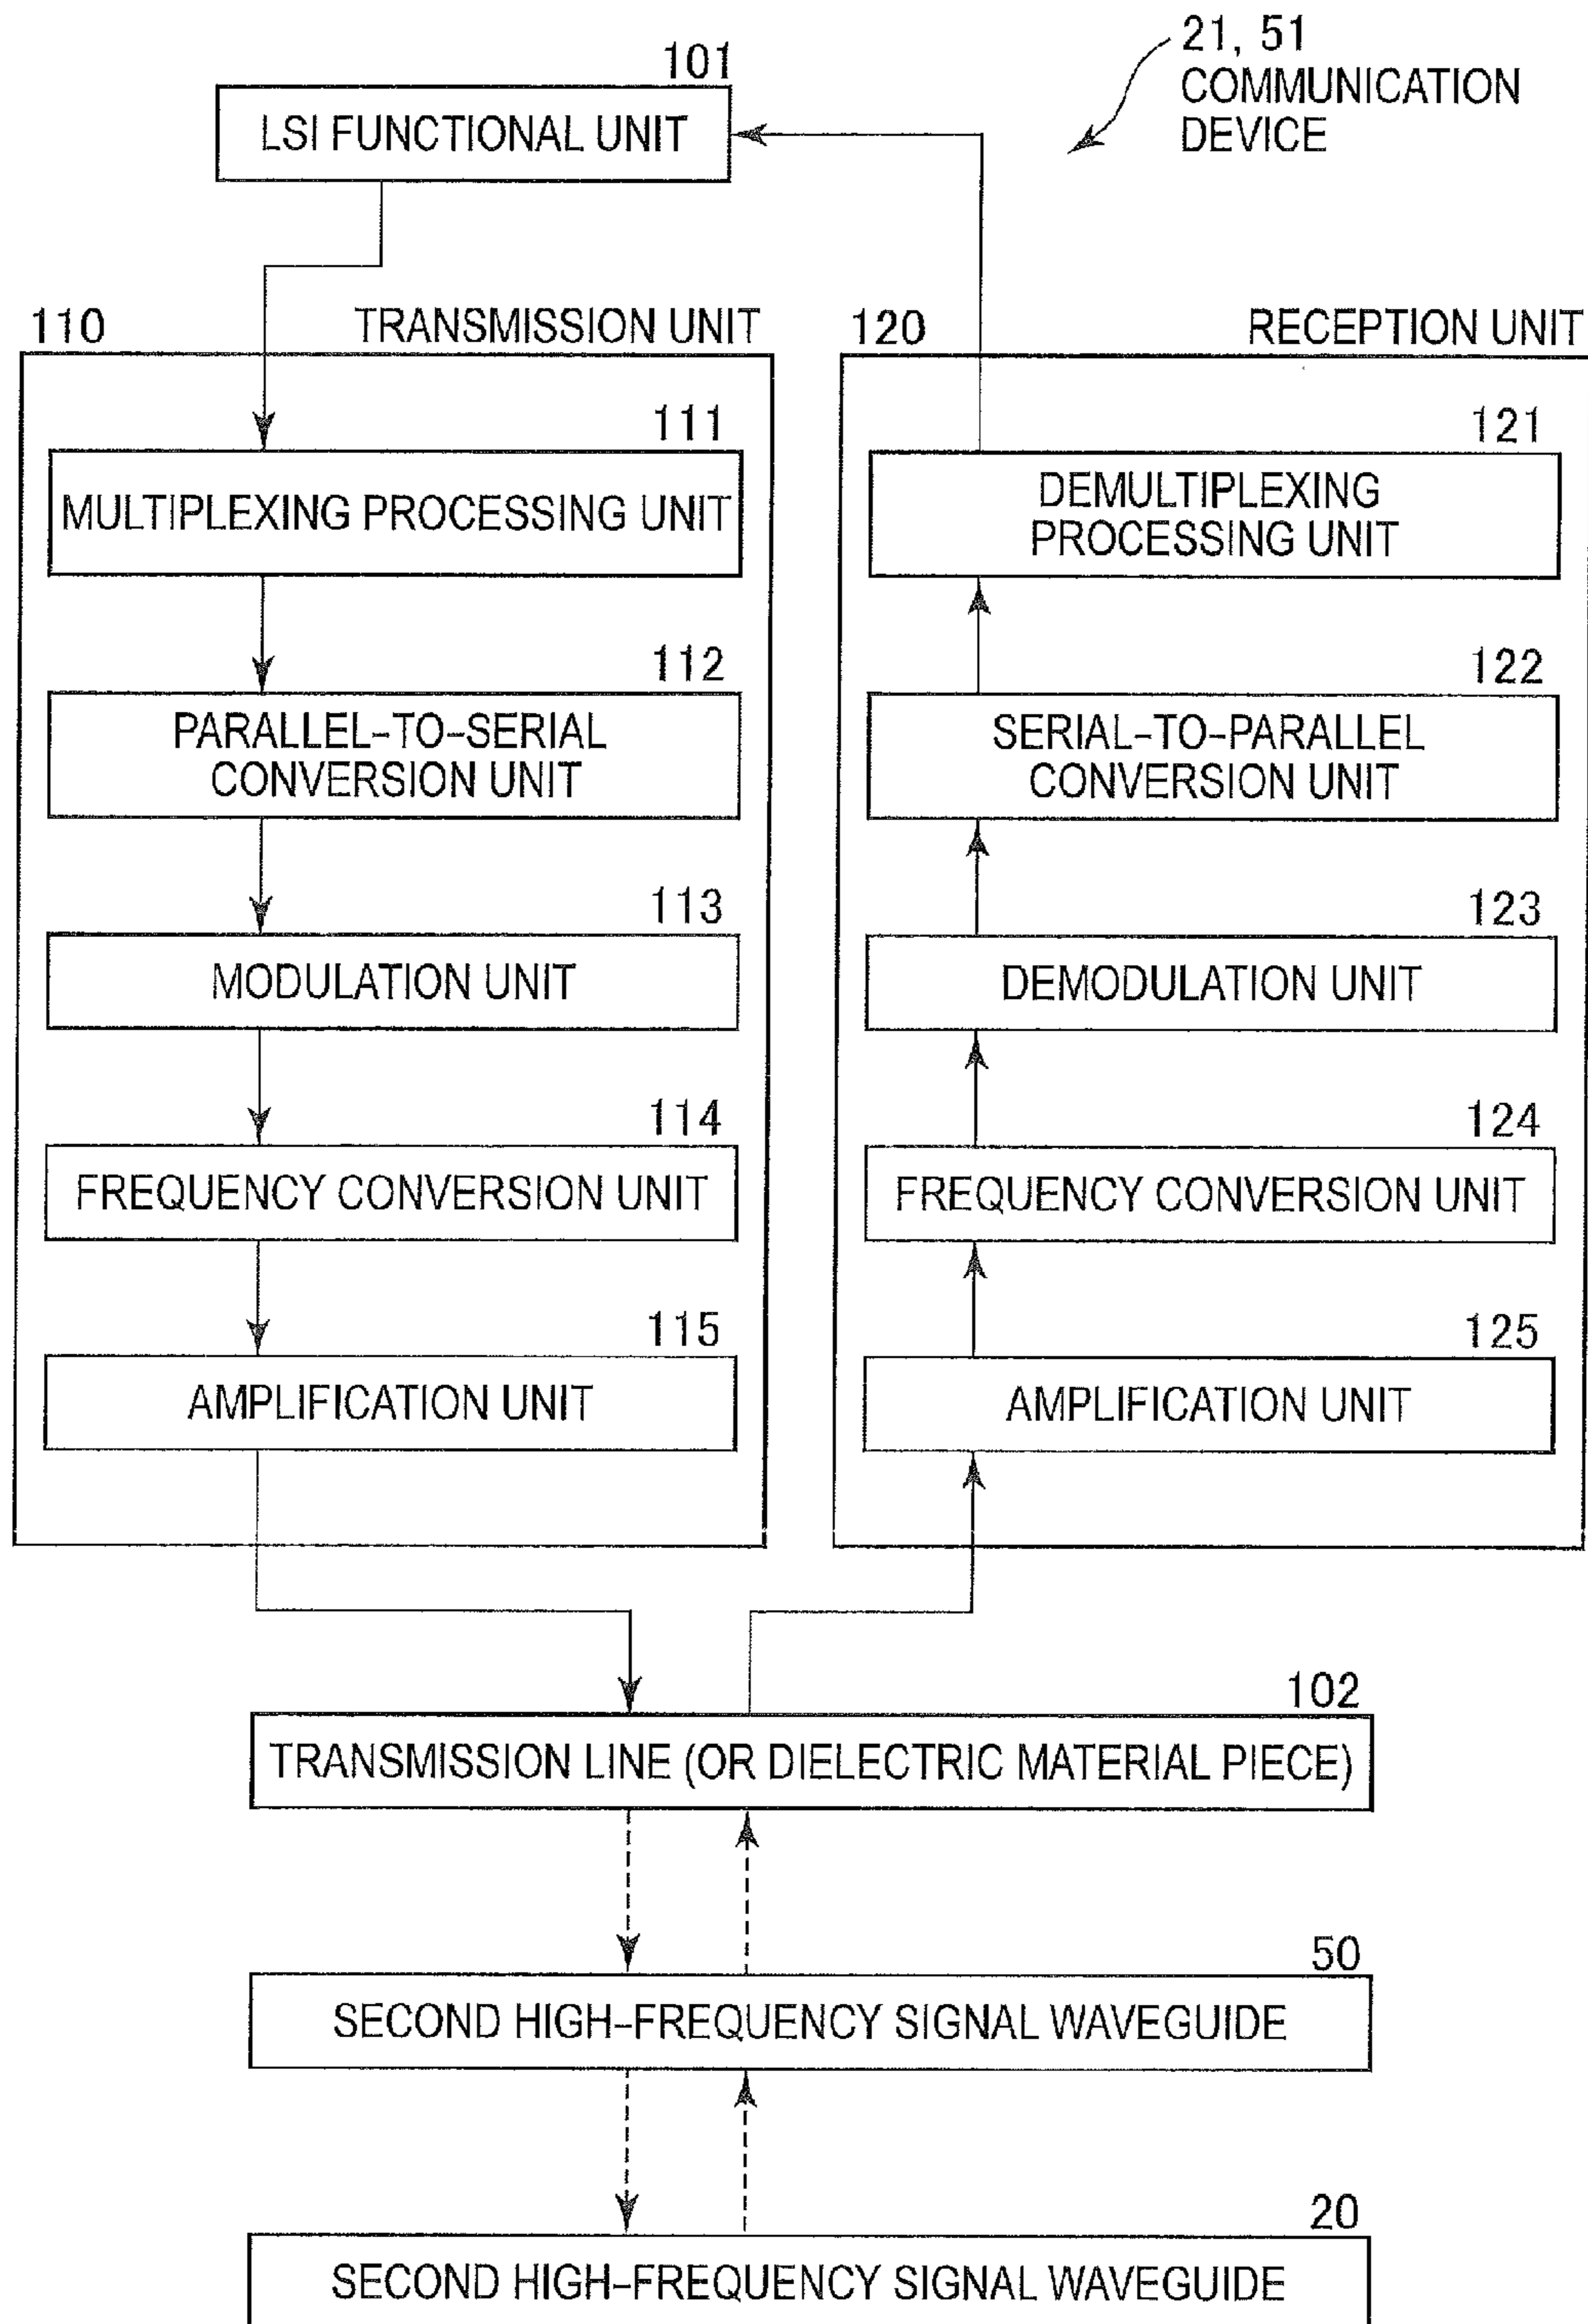 21, 51
COMMUNICATION
DEVICE
101
LSI FUNCTIONAL UNIT
110
TRANSMISSION UNIT
111
MULTIPLEXING PROCESSING UNIT
112
PARALLEL-TO-SERIAL
CONVERSION UNIT
113
MODULATION UNIT
114
FREQUENCY CONVERSION UNIT
115
AMPLIFICATION UNIT
120
RECEPTION UNIT
121
DEMULTIPLEXING
PROCESSING UNIT
122
SERIAL-TO-PARALLEL
CONVERSION UNIT
123
DEMODULATION UNIT
124
FREQUENCY CONVERSION UNIT
125
AMPLIFICATION UNIT
102
TRANSMISSION LINE (OR DIELECTRIC MATERIAL PIECE)
50
SECOND HIGH-FREQUENCY SIGNAL WAVEGUIDE
20
SECOND HIGH-FREQUENCY SIGNAL WAVEGUIDE